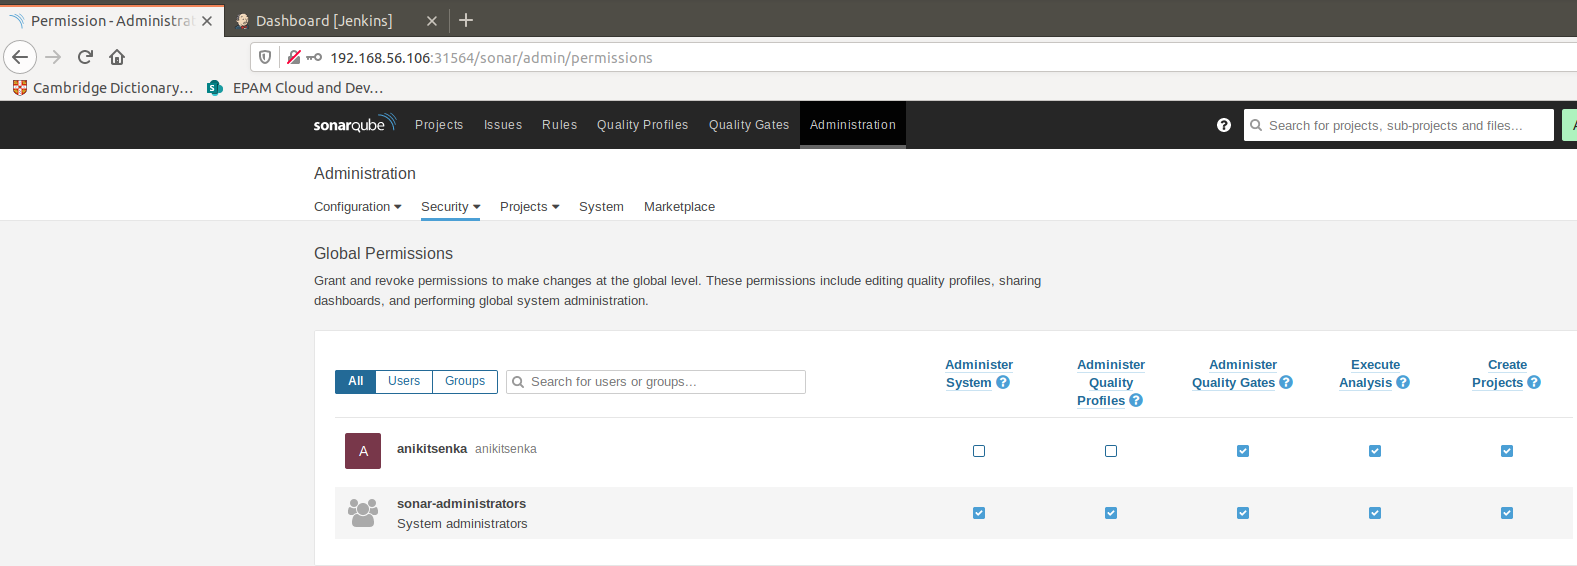 Permission - Administrat
Dashboard [Jenkins]
192.168.56.106:31564/sonar/admin/permissions
Cambridge Dictionary...
EPAM Cloud and Dev...
sonarqube
Projects
Issues
Rules
Quality Profiles
Quality Gates
Administration
Search for projects, sub-projects and files...
A
Administration
Configuration
Security
Projects
System
Marketplace
Global Permissions
Grant and revoke permissions to make changes at the global level. These permissions include editing quality profiles, sharing
dashboards, and performing global system administration.
All
Users
Groups
Search for users or groups...
Administer
System
Administer
Quality
Profiles
Administer
Quality Gates
Execute
Analysis
Create
Projects
A
anikitsenka anikitsenka
sonar-administrators
System administrators